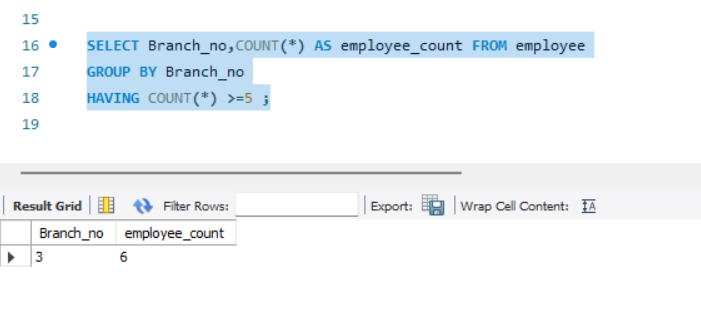 15
16 SELECT Branch_no,COUNT(*) AS employee_count FROM employee
17 GROUP BY Branch_no
18 HAVING COUNT(*) >=5 ;
19
Result Grid Filter Rows: Export: Wrap Cell Content: IA
Branch_no employee_count
3 6